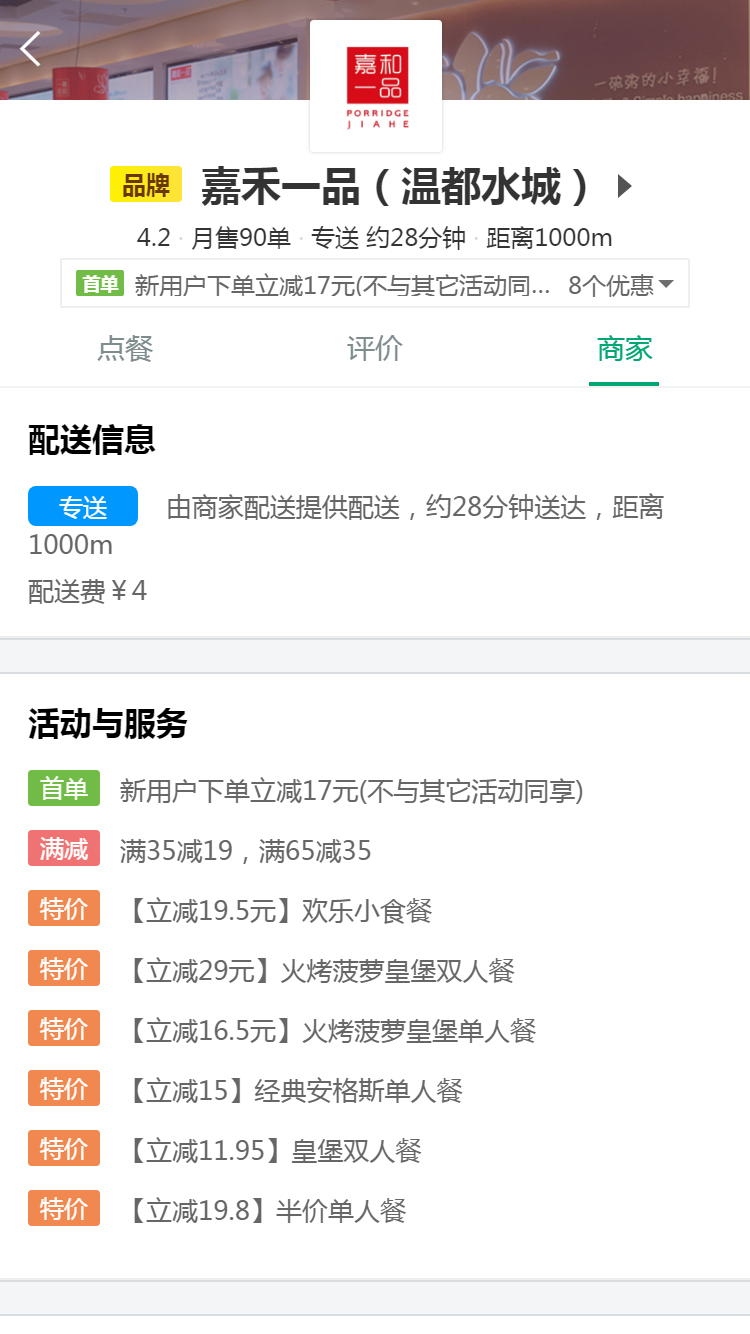 一碗粥的小幸福!
嘉和
一品
PORRIDGE
JIAHE
品牌 嘉禾一品（温都水城）
4.2 · 月售90单 · 专送 约28分钟 · 距离1000m
首单 新用户下单立减17元(不与其它活动同... 8个优惠
点餐 评价 商家
配送信息
专送 由商家配送提供配送，约28分钟送达，距离
1000m
配送费￥4
活动与服务
首单 新用户下单立减17元(不与其它活动同享)
满减 满35减19，满65减35
特价 【立减19.5元】欢乐小食餐
特价 【立减29元】火烤菠萝皇堡双人餐
特价 【立减16.5元】火烤菠萝皇堡单人餐
特价 【立减15】经典安格斯单人餐
特价 【立减11.95】皇堡双人餐
特价 【立减19.8】半价单人餐